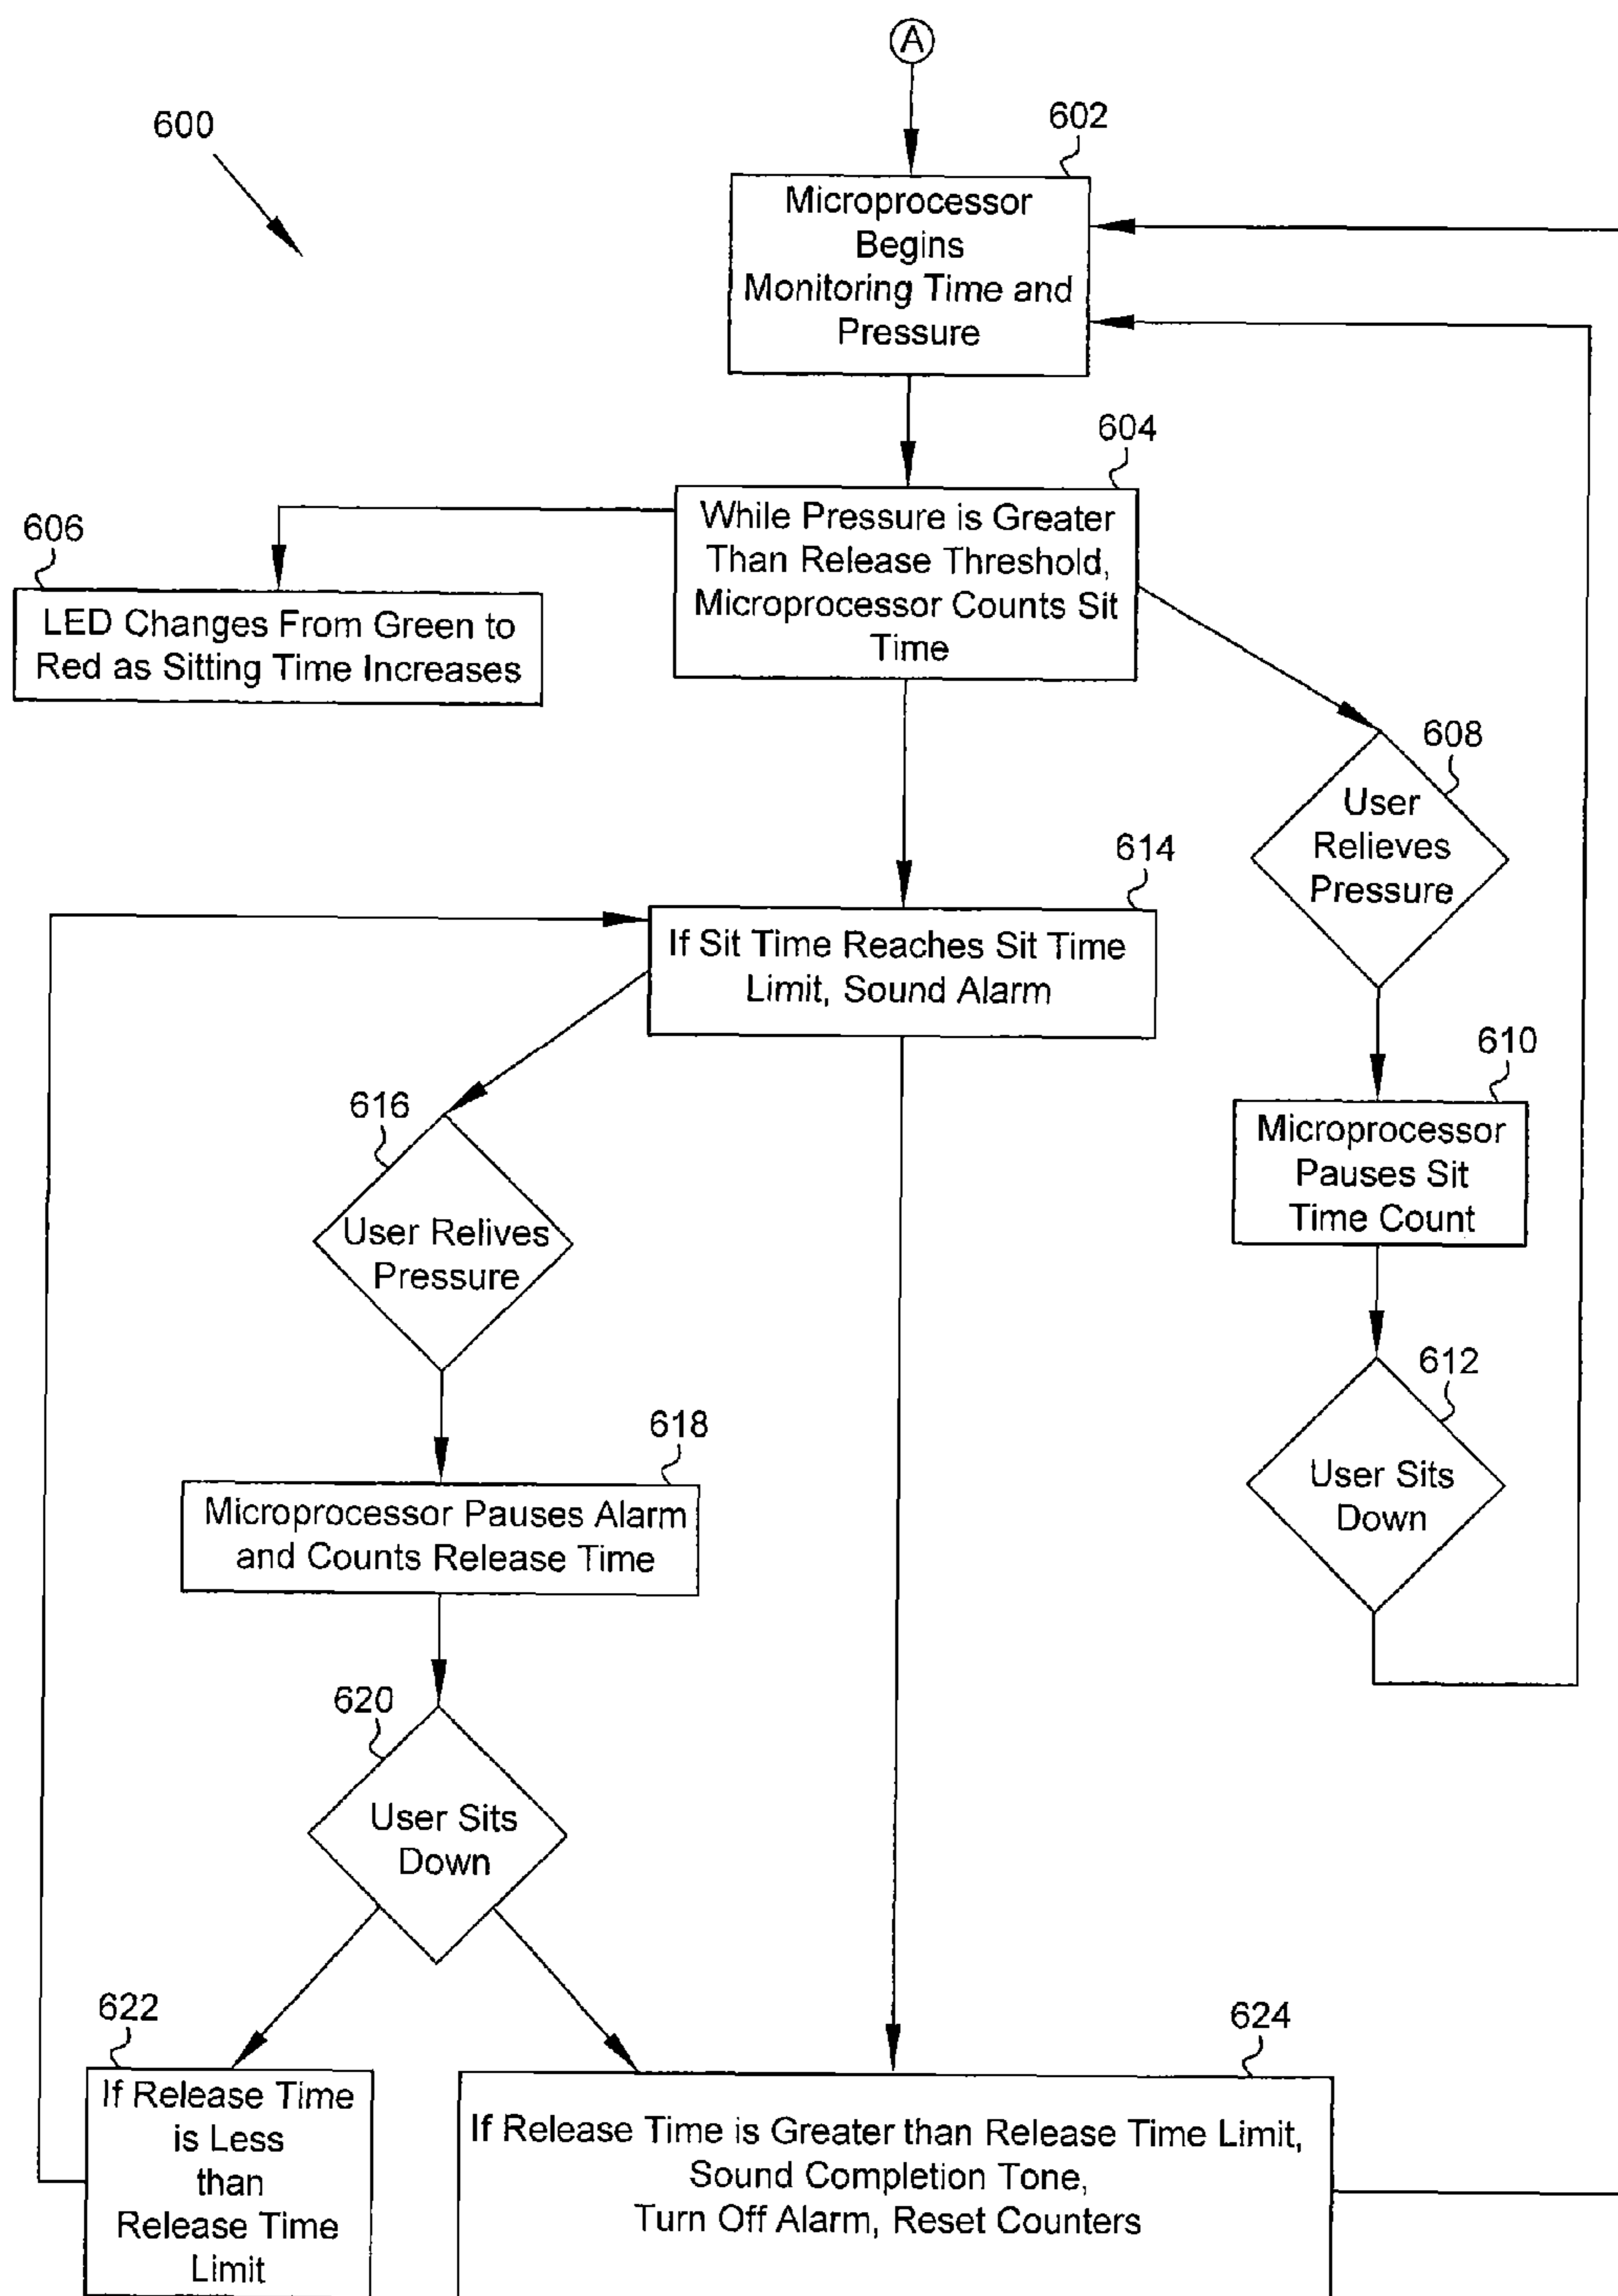 A
600
602
Microprocessor
Begins
Monitoring Time and
Pressure
604
While Pressure is Greater
Than Release Threshold,
Microprocessor Counts Sit
Time
606
LED Changes From Green to
Red as Sitting Time Increases
608
User
Relieves
Pressure
614
If Sit Time Reaches Sit Time
Limit, Sound Alarm
610
Microprocessor
Pauses Sit
Time Count
616
User Relives
Pressure
612
User Sits
Down
618
Microprocessor Pauses Alarm
and Counts Release Time
620
User Sits
Down
622
If Release Time
is Less
than
Release Time
Limit
624
If Release Time is Greater than Release Time Limit,
Sound Completion Tone,
Turn Off Alarm, Reset Counters